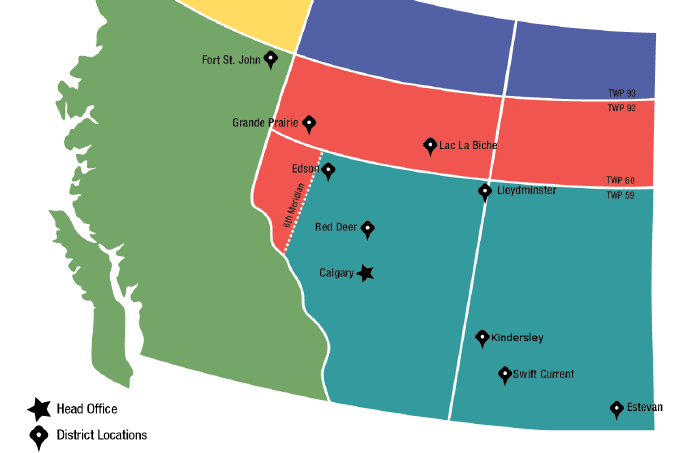 Fort St. John
TWP 93
TWP 92
Grande Prairie
Lac La Biche
Edson
TWP 60
Lloydminster
TWP 59
6th Meridian
Red Deer
Calgary
Kindersley
Swift Current
Estevan
Head Office
District Locations